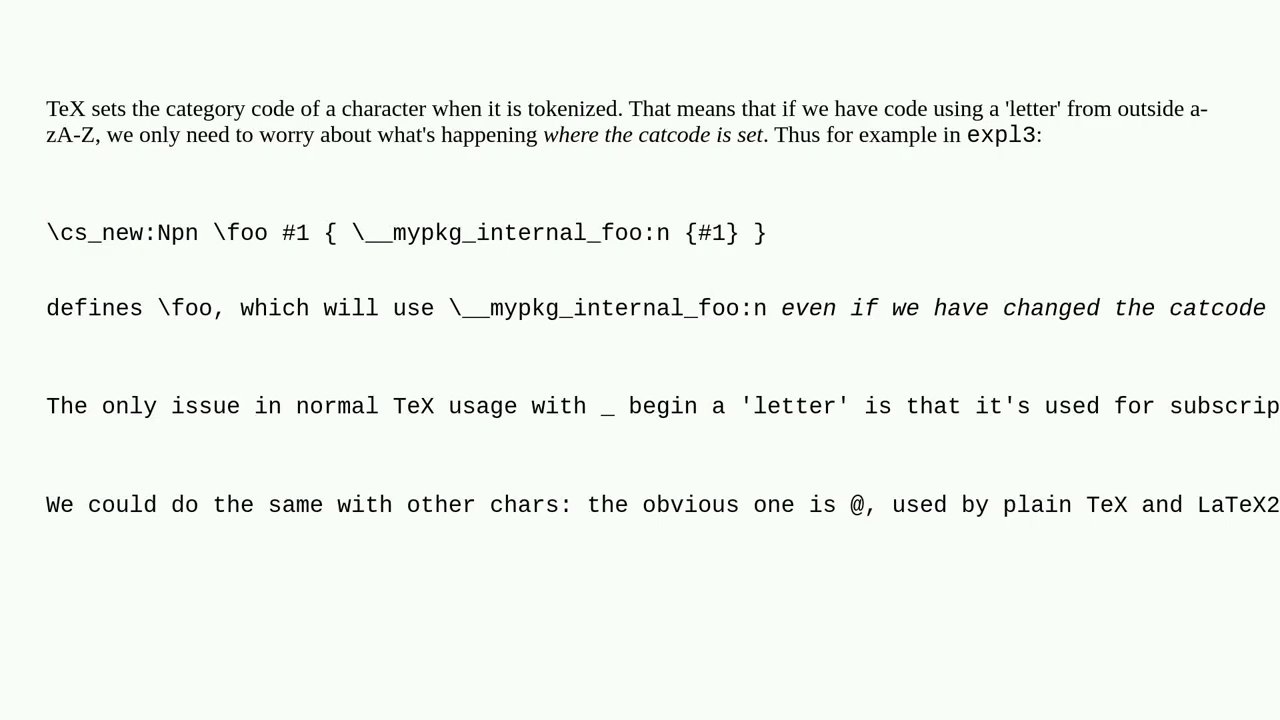 TeX sets the category code of a character when it is tokenized. That means that if we have code using a 'letter' from outside a-
zA-Z, we only need to worry about what's happening where the catcode is set. Thus for example in expl3:
\cs_new:Npn \foo #1 { \__mypkg_internal_foo:n {#1} }
defines \foo, which will use \__mypkg_internal_foo:n even if we have changed the catcode
The only issue in normal TeX usage with _ begin a 'letter' is that it's used for subscrip
We could do the same with other chars: the obvious one is @, used by plain TeX and LaTeX2